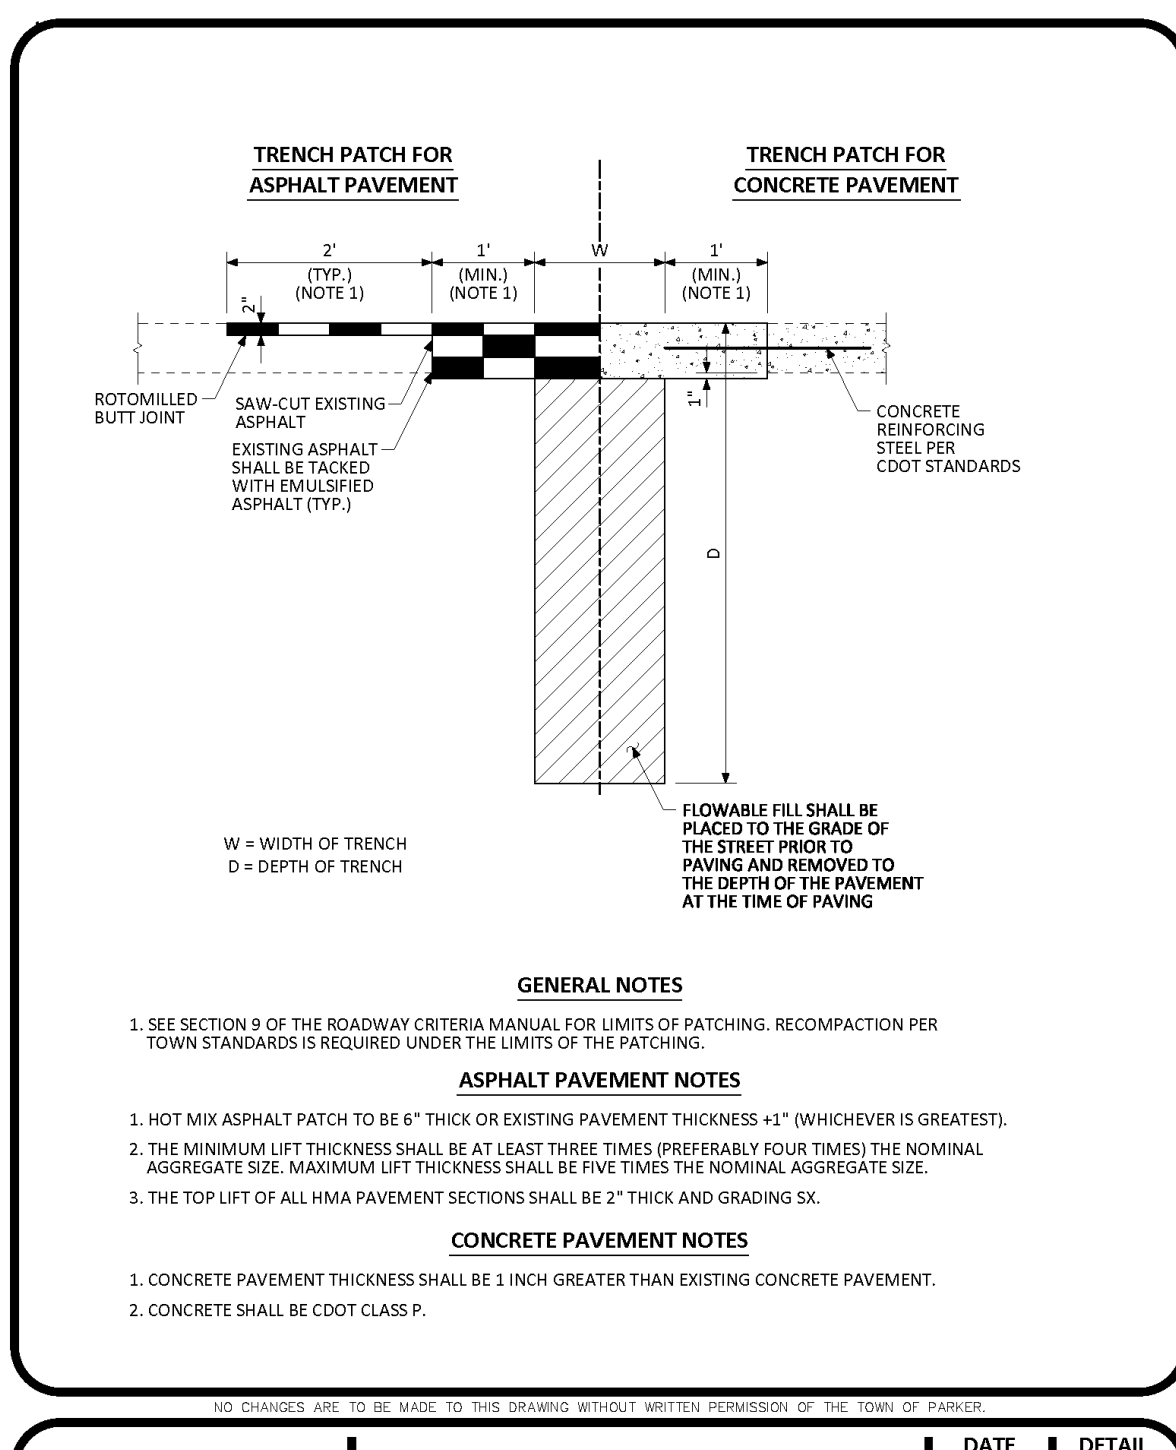 TRENCH PATCH FOR
ASPHALT PAVEMENT
TRENCH PATCH FOR
CONCRETE PAVEMENT
2'
(TYP.)
(NOTE 1)
1'
(MIN.)
(NOTE 1)
W
1'
(MIN.)
(NOTE 1)
2"
ROTOMILLED
BUTT JOINT
SAW-CUT EXISTING
ASPHALT
EXISTING ASPHALT
SHALL BE TACKED
WITH EMULSIFIED
ASPHALT (TYP.)
1"
CONCRETE
REINFORCING
STEEL PER
CDOT STANDARDS
D
FLOWABLE FILL SHALL BE
PLACED TO THE GRADE OF
THE STREET PRIOR TO
PAVING AND REMOVED TO
THE DEPTH OF THE PAVEMENT
AT THE TIME OF PAVING
W = WIDTH OF TRENCH
D = DEPTH OF TRENCH
GENERAL NOTES
1. SEE SECTION 9 OF THE ROADWAY CRITERIA MANUAL FOR LIMITS OF PATCHING. RECOMPACTION PER
TOWN STANDARDS IS REQUIRED UNDER THE LIMITS OF THE PATCHING.
ASPHALT PAVEMENT NOTES
1. HOT MIX ASPHALT PATCH TO BE 6" THICK OR EXISTING PAVEMENT THICKNESS +1" (WHICHEVER IS GREATEST).
2. THE MINIMUM LIFT THICKNESS SHALL BE AT LEAST THREE TIMES (PREFERABLY FOUR TIMES) THE NOMINAL
AGGREGATE SIZE. MAXIMUM LIFT THICKNESS SHALL BE FIVE TIMES THE NOMINAL AGGREGATE SIZE.
3. THE TOP LIFT OF ALL HMA PAVEMENT SECTIONS SHALL BE 2" THICK AND GRADING SX.
CONCRETE PAVEMENT NOTES
1. CONCRETE PAVEMENT THICKNESS SHALL BE 1 INCH GREATER THAN EXISTING CONCRETE PAVEMENT.
2. CONCRETE SHALL BE CDOT CLASS P.
NO CHANGES ARE TO BE MADE TO THIS DRAWING WITHOUT WRITTEN PERMISSION OF THE TOWN OF PARKER.
DATE
DETAIL